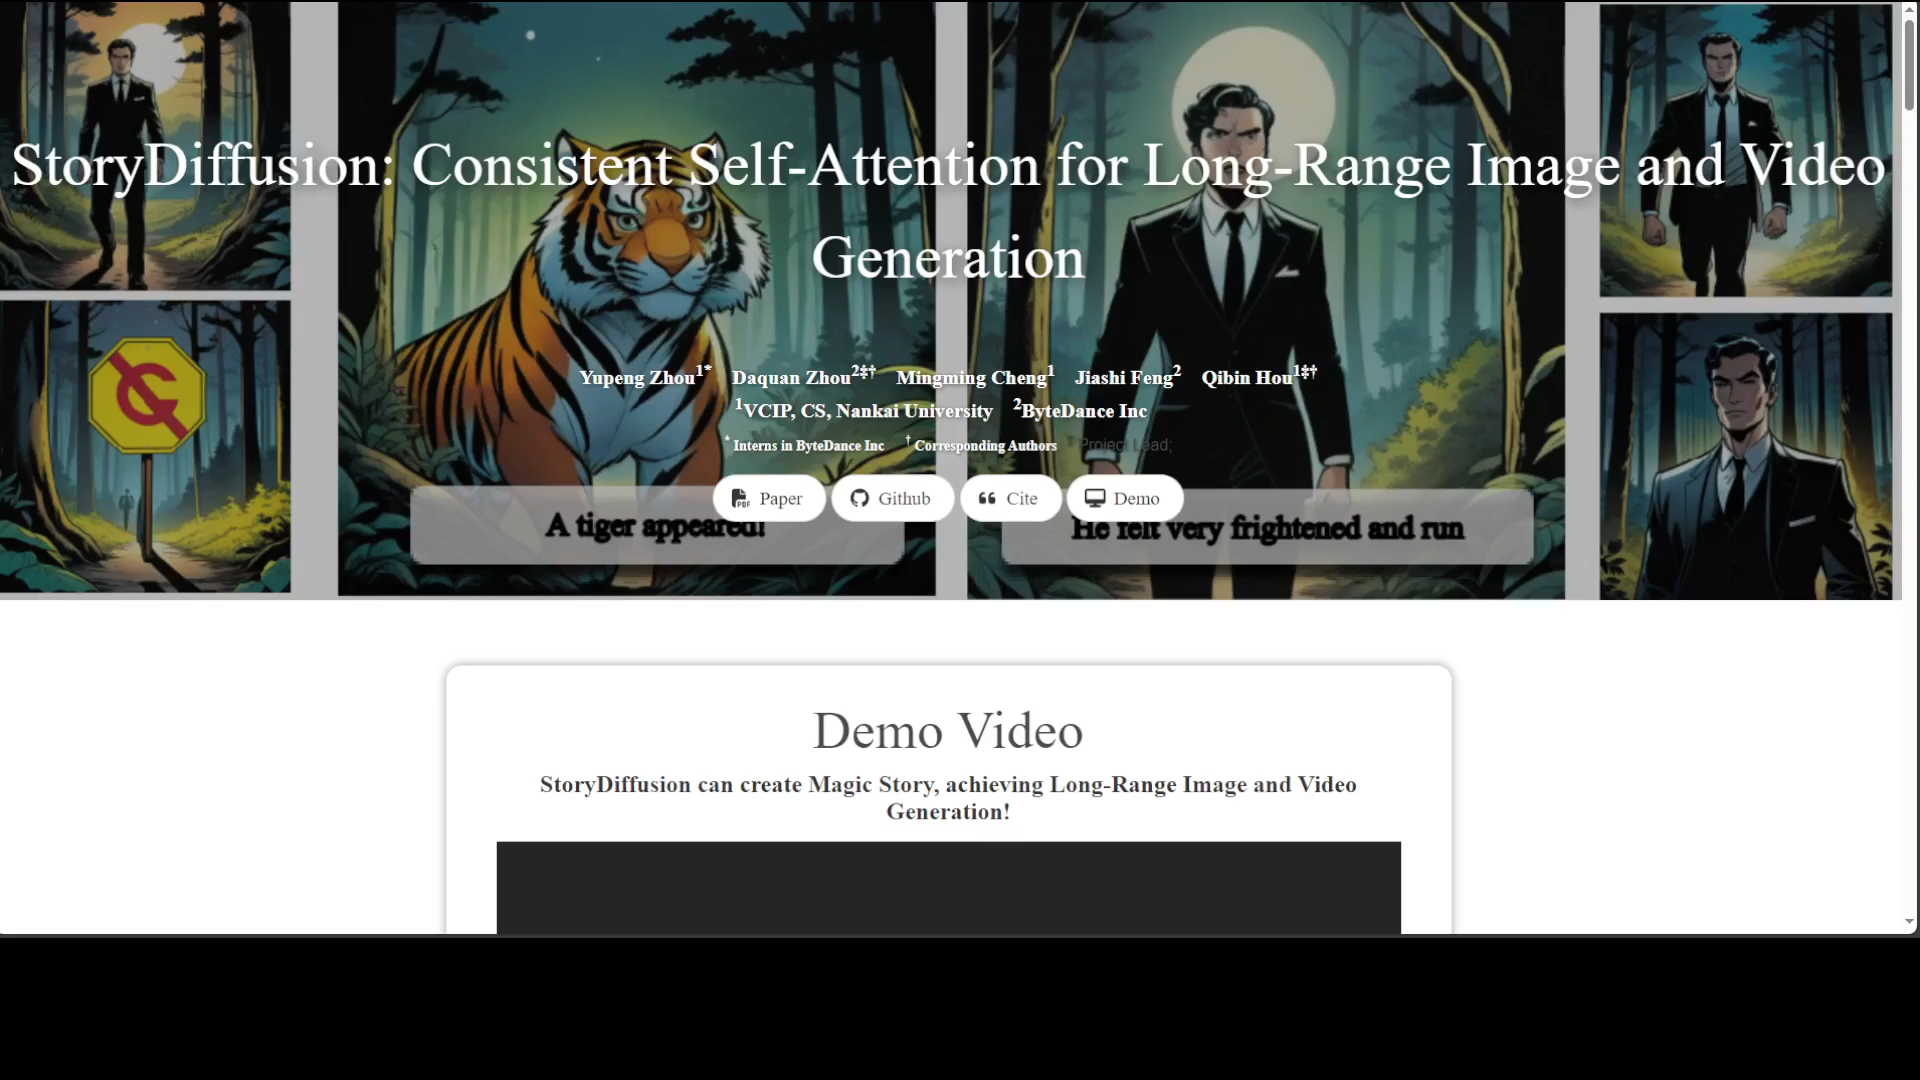 StoryDiffusion: Consistent Self-Attention for Long-Range Image and Video
Generation
Yupeng Zhou1* Daquan Zhou2‡† Mingming Cheng1 Jiashi Feng2 Qibin Hou1‡†
1VCIP, CS, Nankai University 2ByteDance Inc
* Interns in ByteDance Inc † Corresponding Authors Project Lead;
Paper Github Cite Demo
A tiger appeared!
He felt very frightened and run
Demo Video
StoryDiffusion can create Magic Story, achieving Long-Range Image and Video
Generation!